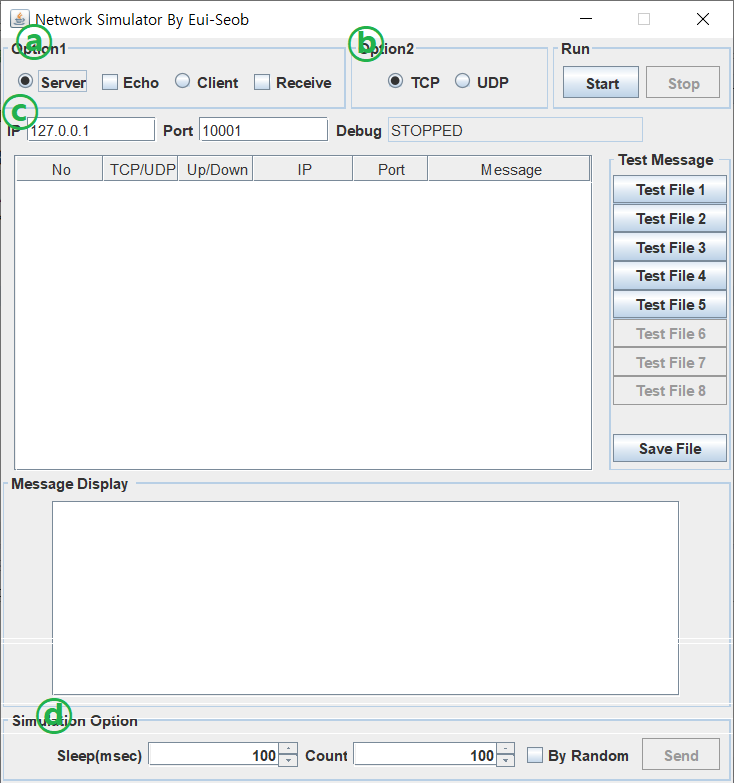 Network Simulator By Eui-Seob
ⓐ ⓑ
Option1 Option2 Run
Server Echo Client Receive TCP UDP Start Stop
ⓒ
IP 127.0.0.1 Port 10001 Debug STOPPED
No TCP/UDP Up/Down IP Port Message
Test Message
Test File 1
Test File 2
Test File 3
Test File 4
Test File 5
Test File 6
Test File 7
Test File 8
Save File
Message Display
ⓓ
Simulation Option
Sleep(msec) 100 Count 100 By Random Send